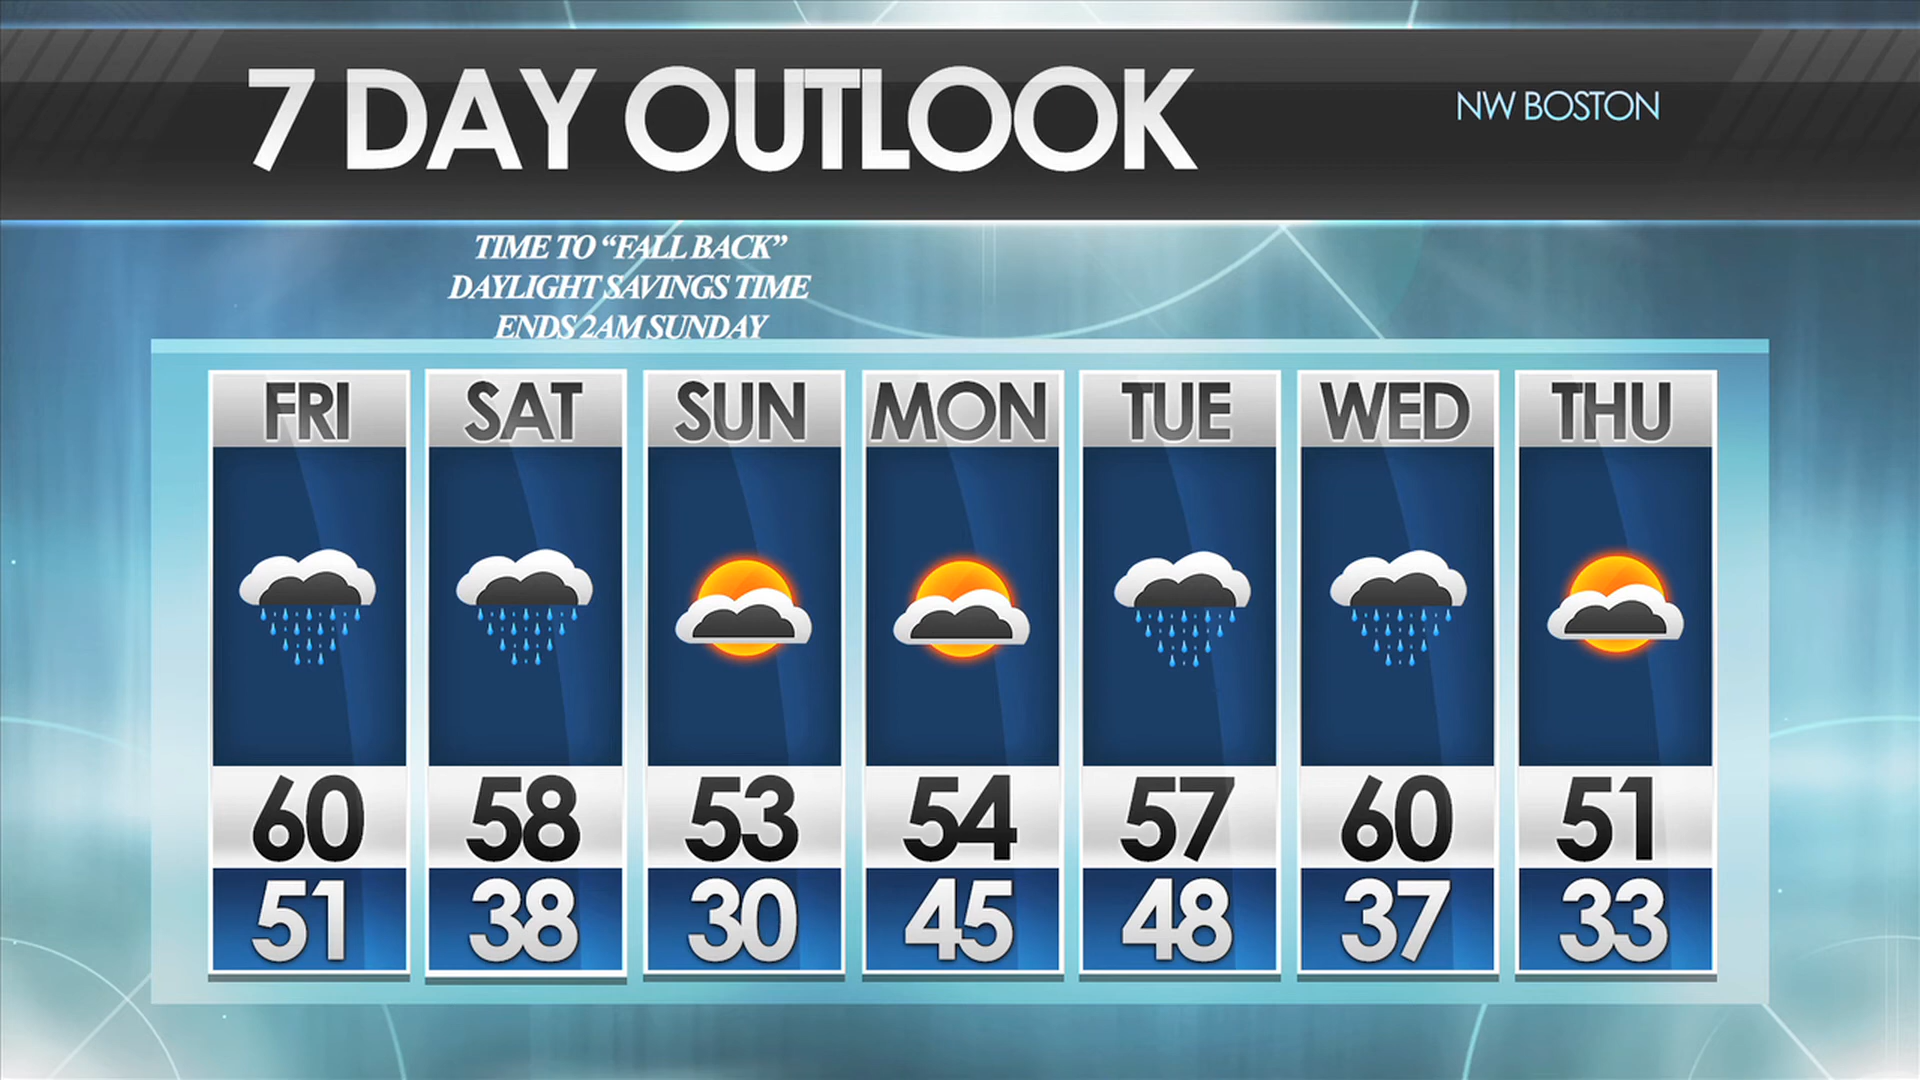 7 DAY OUTLOOK
NW BOSTON
TIME TO “FALL BACK”
DAYLIGHT SAVINGS TIME
ENDS 2AM SUNDAY
FRI SAT SUN MON TUE WED THU
60 58 53 54 57 60 51
51 38 30 45 48 37 33